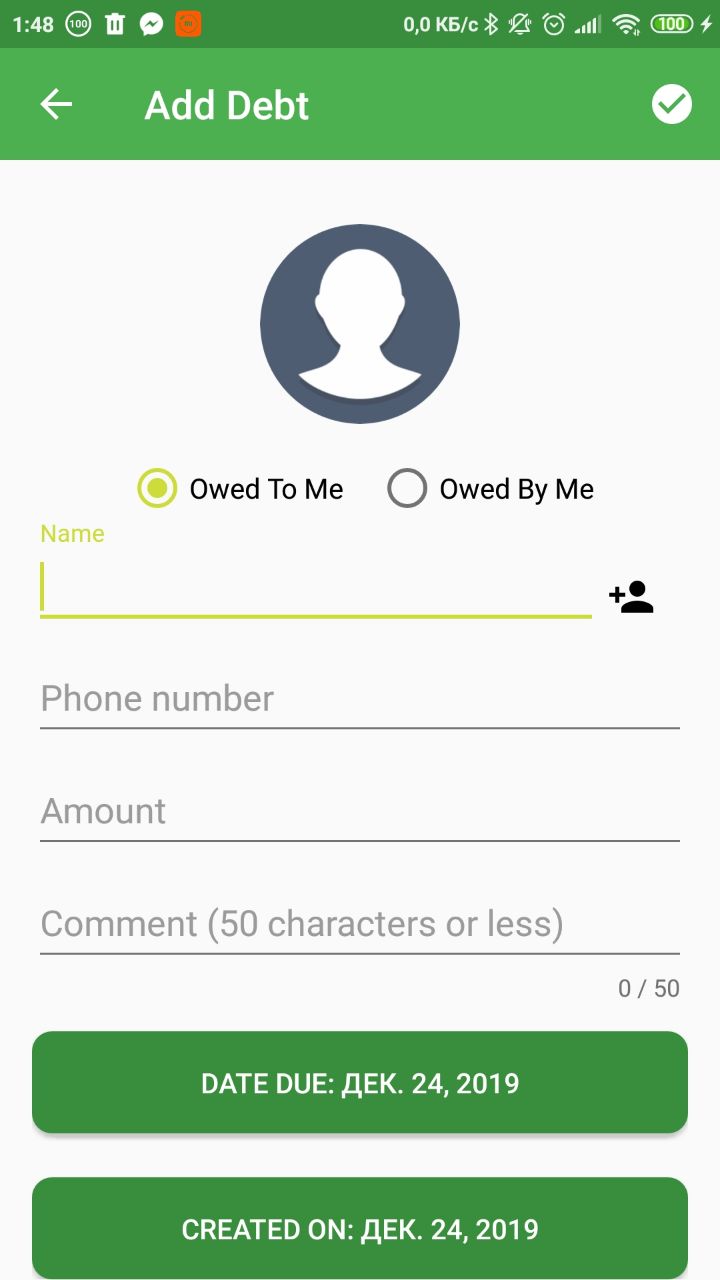 1:48 100 mi 0,0 КБ/с 100
Add Debt
Owed To Me Owed By Me
Name
Phone number
Amount
Comment (50 characters or less)
0 / 50
DATE DUE: ДЕК. 24, 2019
CREATED ON: ДЕК. 24, 2019